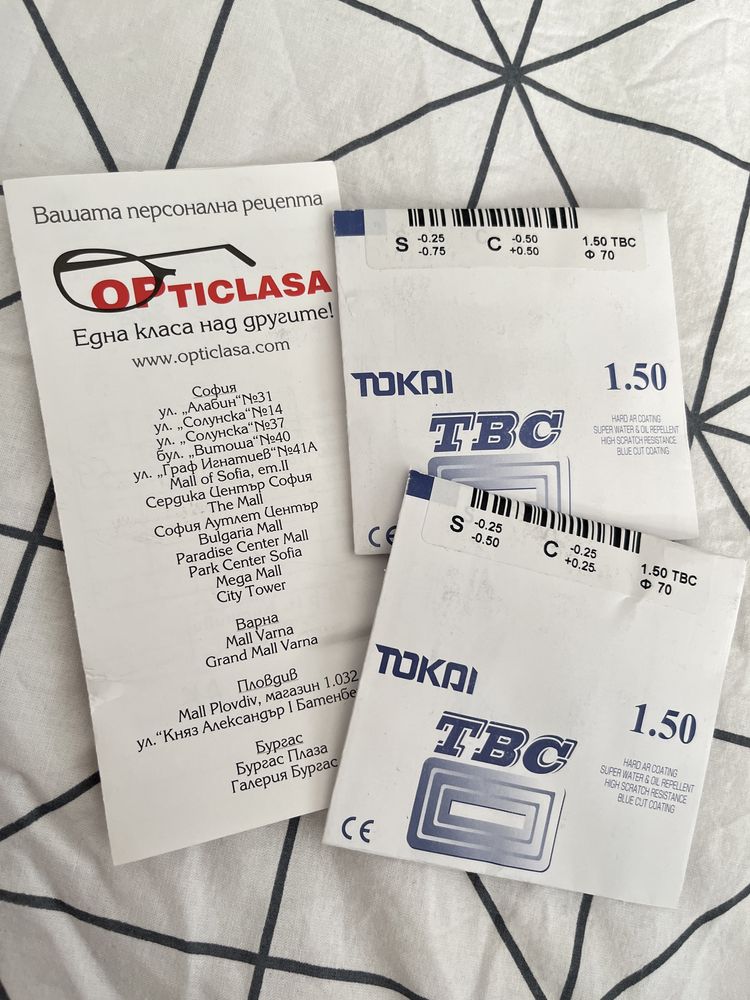 Вашата персонална рецепта
OPTICLASA
Една класа над другите!
www.opticlasa.com
София
ул. „Алабин“№31
ул. „Солунска“№14
ул. „Солунска“№37
бул. „Витоша“№40
ул. „Граф Игнатиев“№41А
Mall of Sofia, ет.II
Сердика Център София
The Mall
София Аутлет Център
Bulgaria Mall
Paradise Center Mall
Park Center Sofia
Mega Mall
City Tower
Варна
Mall Varna
Grand Mall Varna
Пловдив
Mall Plovdiv, магазин 1.032
ул.“Княз Александър I
Бургас
Бургас Плаза
Галерия Бургас
S -0.25 C -0.50 1.50 TBC
-0.75 +0.50 Φ 70
TOKAI 1.50
TBC
HARD AR COATING
SUPER WATER & OIL REPELLENT
HIGH SCRATCH RESISTANCE
BLUE CUT COATING
CE
S -0.25 C -0.25 1.50 TBC
-0.50 +0.25 Φ 70
TOKAI 1.50
TBC
HARD AR COATING
SUPER WATER & OIL REPELLENT
HIGH SCRATCH RESISTANCE
BLUE CUT COATING
CE